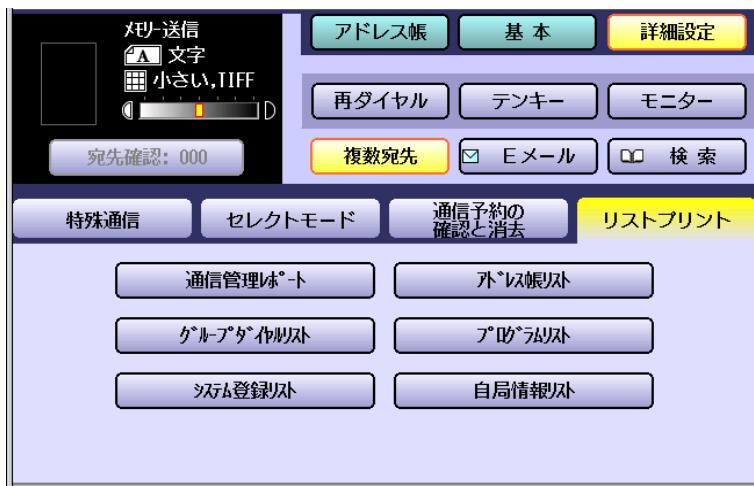 ﾒﾓﾘｰ送信
A 文字
小さい,TIFF
D
宛先確認: 000
アドレス帳
基本
詳細設定
再ダイヤル
テンキー
モニター
複数宛先
Eメール
検索
特殊通信
セレクトモード
通信予約の
確認と消去
リストプリント
通信管理ﾚﾎﾟｰﾄ
ｱﾄﾞﾚｽ帳ﾘｽﾄ
ｸﾞﾙｰﾌﾟﾀﾞｲﾔﾙﾘｽﾄ
ﾌﾟﾛｸﾞﾗﾑﾘｽﾄ
ｼｽﾃﾑ登録ﾘｽﾄ
自局情報ﾘｽﾄ